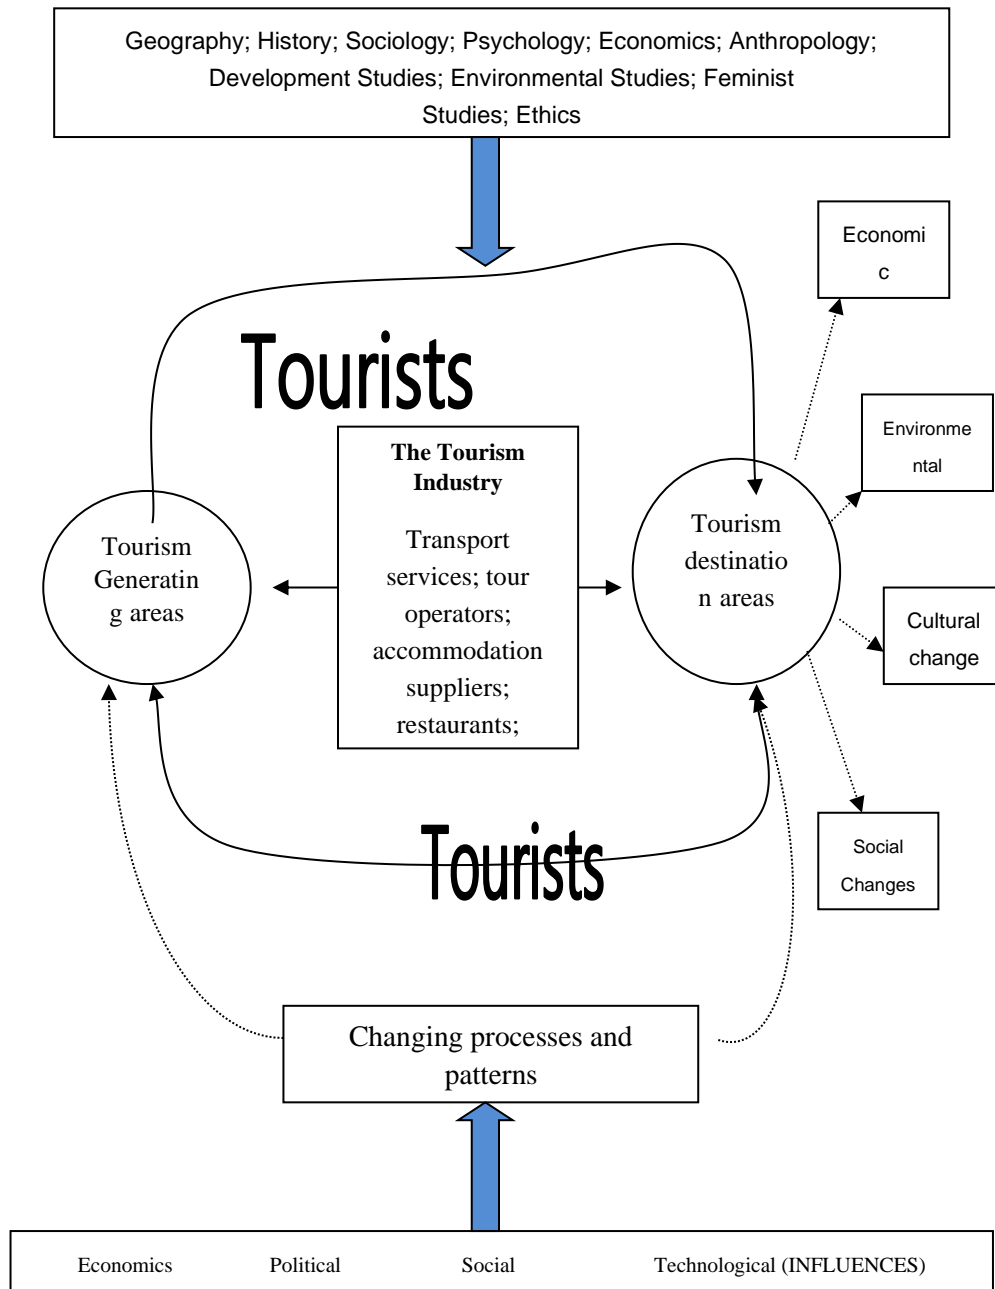 Geography; History; Sociology; Psychology; Economics; Anthropology;
Development Studies; Environmental Studies; Feminist
Studies; Ethics
Economi
c
Tourists
The Tourism
Industry
Transport
services; tour
operators;
accommodation
suppliers;
restaurants;
Tourism
Generatin
g areas
Tourism
destinatio
n areas
Environme
ntal
Cultural
change
Social
Changes
Tourists
Changing processes and
patterns
Economics Political Social Technological (INFLUENCES)